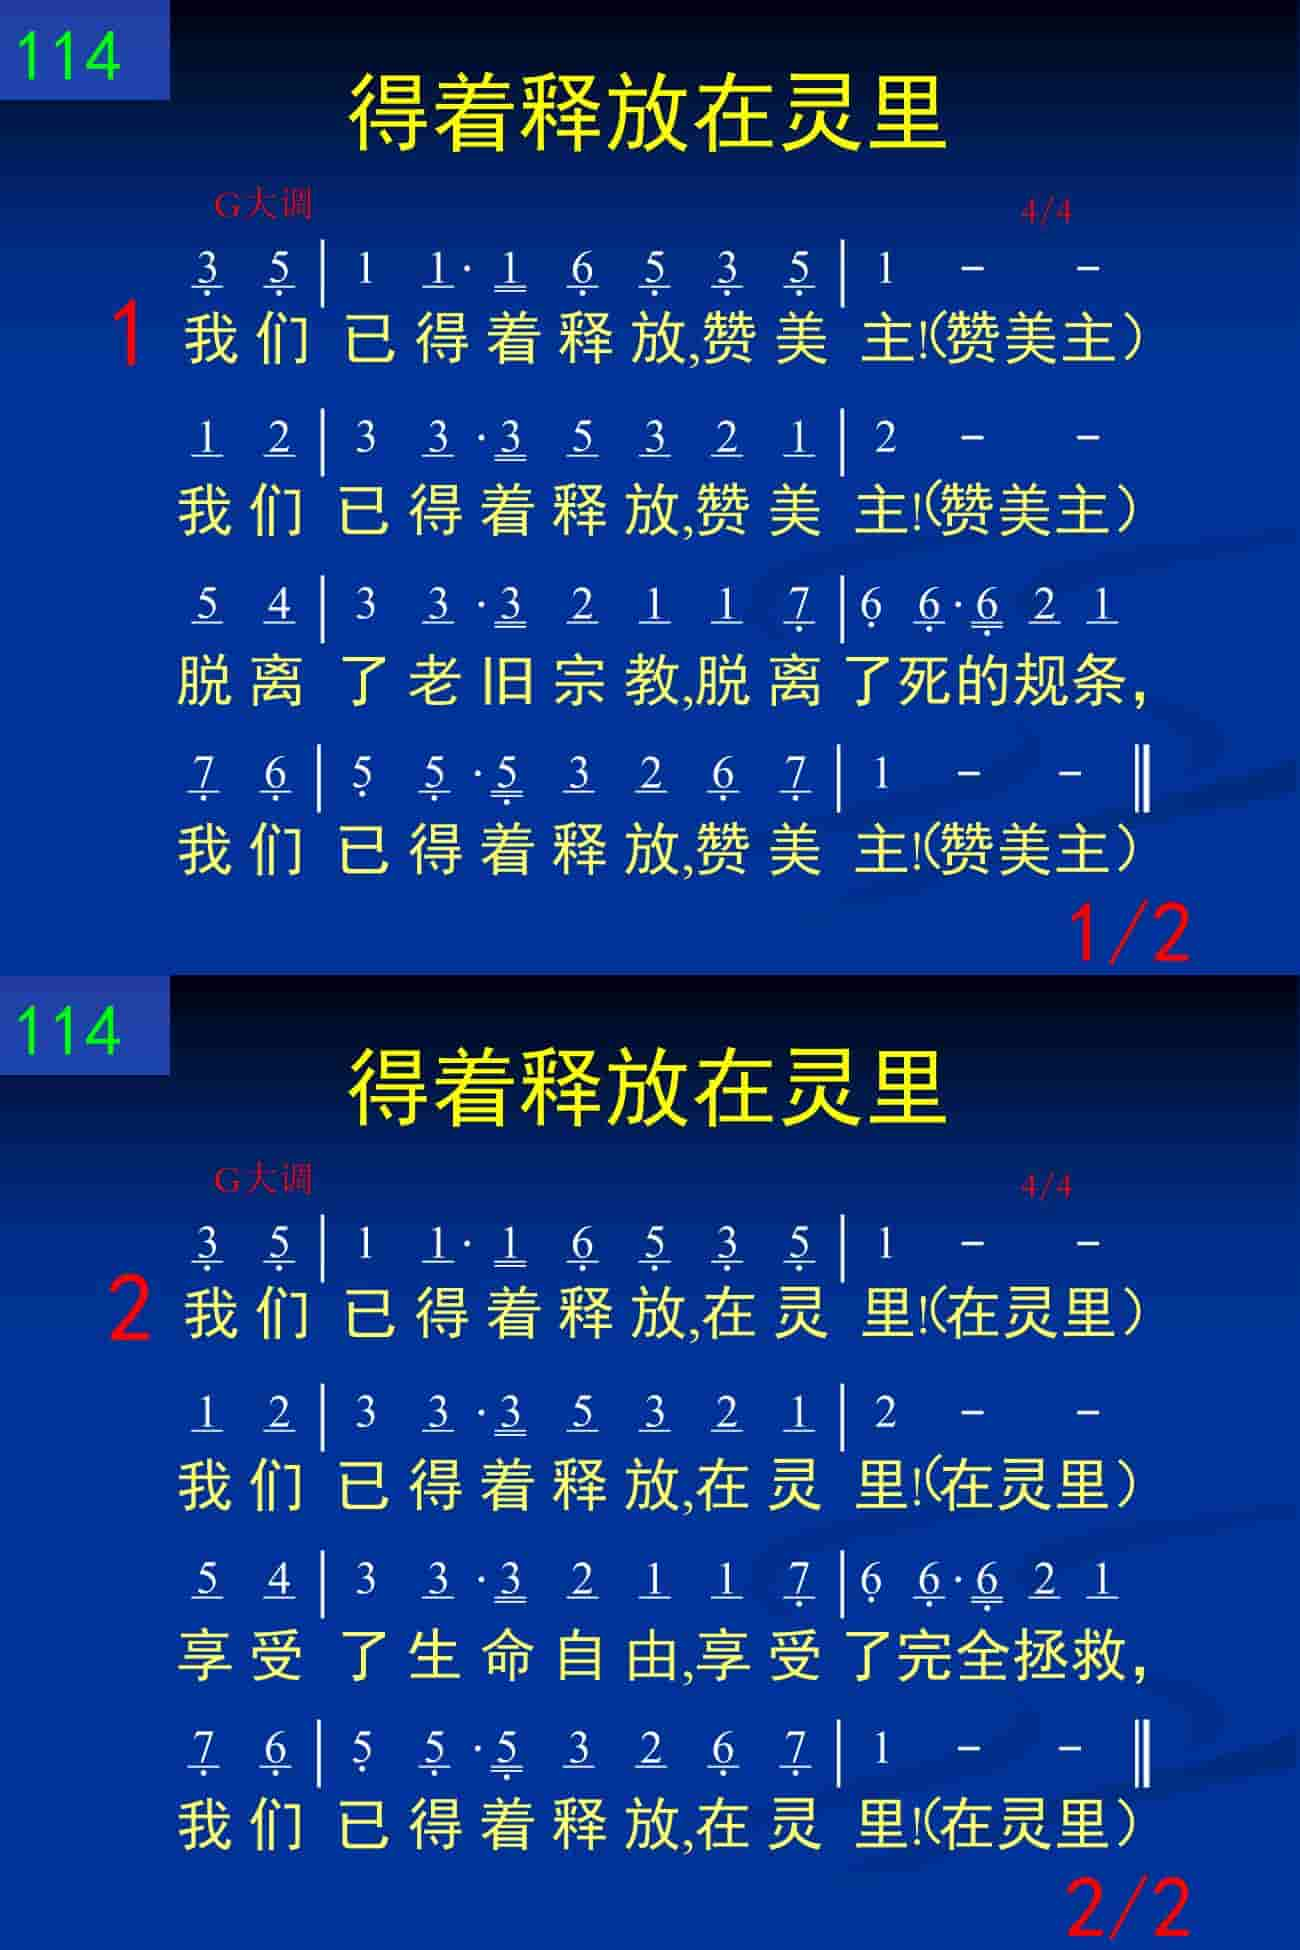 114
得着释放在灵里
G大调 4/4
3 5 | 1 1· 1 6 5 3 5 | 1 - -
1 我们 已得着释放,赞美 主!(赞美主)
1 2 | 3 3·3 5 3 2 1 | 2 - -
我们 已得着释放,赞美 主!(赞美主)
5 4 | 3 3·3 2 1 1 7 | 6 6·6 2 1
脱离 了老旧宗教,脱离了死的规条,
7 6 | 5 5·5 3 2 6 7 | 1 - - ‖
我们 已得着释放,赞美 主!(赞美主)
1/2
114
得着释放在灵里
G大调 4/4
3 5 | 1 1· 1 6 5 3 5 | 1 - -
2 我们 已得着释放,在灵 里!(在灵里)
1 2 | 3 3·3 5 3 2 1 | 2 - -
我们 已得着释放,在灵 里!(在灵里)
5 4 | 3 3·3 2 1 1 7 | 6 6·6 2 1
享受 了生命自由,享受了完全拯救,
7 6 | 5 5·5 3 2 6 7 | 1 - - ‖
我们 已得着释放,在灵 里!(在灵里)
2/2